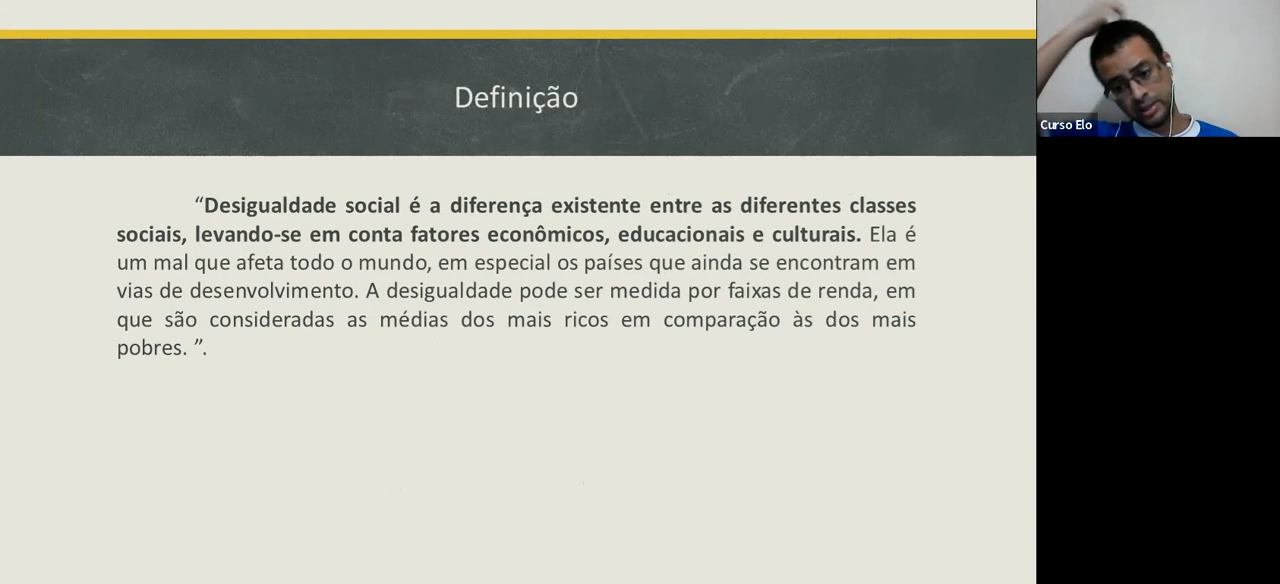 Definição
“Desigualdade social é a diferença existente entre as diferentes classes
sociais, levando-se em conta fatores econômicos, educacionais e culturais. Ela é
um mal que afeta todo o mundo, em especial os países que ainda se encontram em
vias de desenvolvimento. A desigualdade pode ser medida por faixas de renda, em
que são consideradas as médias dos mais ricos em comparação às dos mais
pobres. ”.
Curso Elo